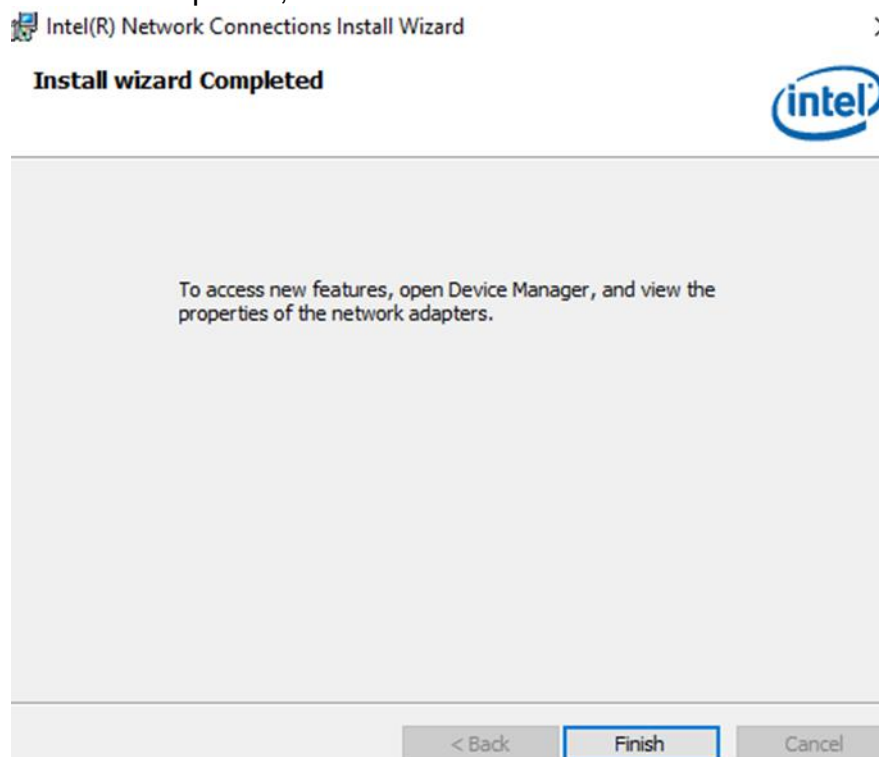 Intel(R) Network Connections Install Wizard
Install wizard Completed
intel
To access new features, open Device Manager, and view the
properties of the network adapters.
< Back
Finish
Cancel